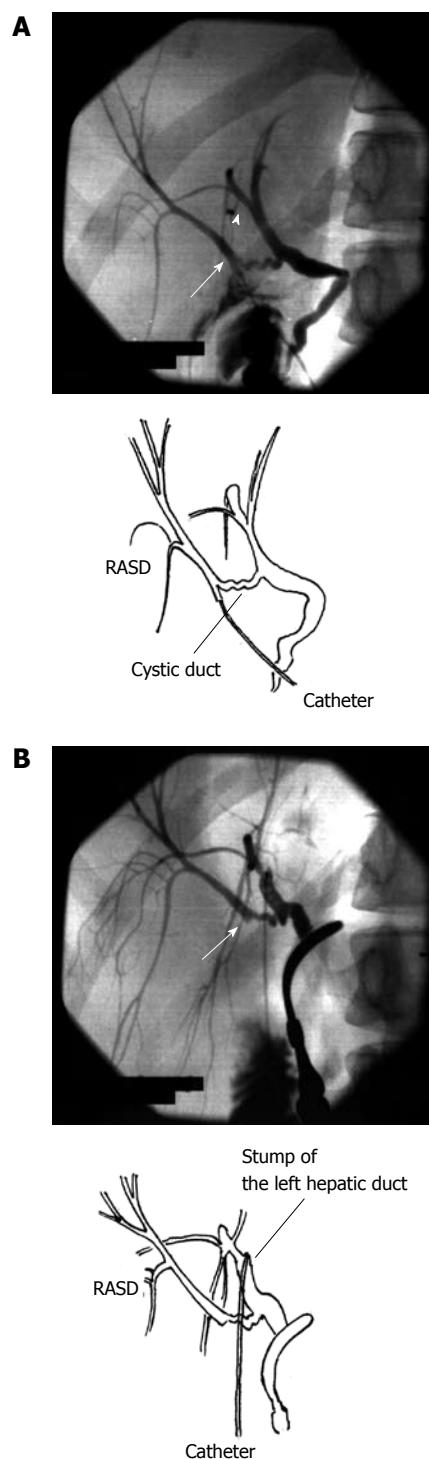 A
RASD
Cystic duct
Catheter
B
Stump of
the left hepatic duct
RASD
Catheter